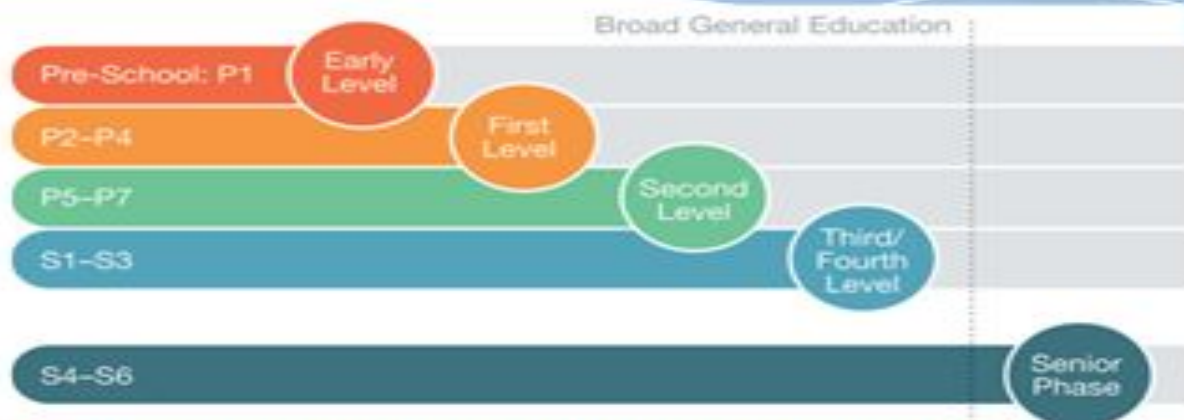 Broad General Education
Pre-School: P1
Early
Level
P2–P4
First
Level
P5–P7
Second
Level
S1–S3
Third/
Fourth
Level
S4–S6
Senior
Phase